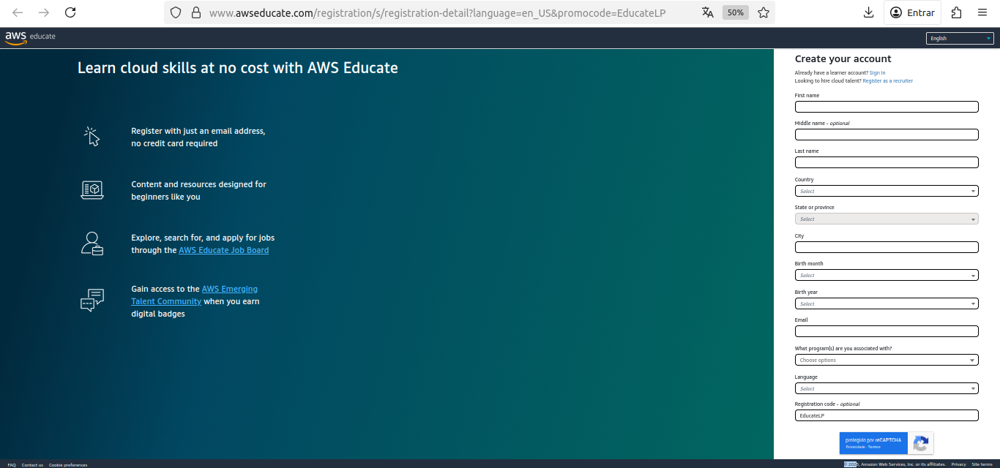 www.awseducate.com/registration/s/registration-detail?language=en_US&promocode=EducateLP
50%
Entrar
aws educate
English
Learn cloud skills at no cost with AWS Educate
Register with just an email address,
no credit card required
Content and resources designed for
beginners like you
Explore, search for, and apply for jobs
through the AWS Educate Job Board
Gain access to the AWS Emerging
Talent Community when you earn
digital badges
Create your account
Already have a learner account? Sign in
Looking to hire cloud talent? Register as a recruiter
First name
Middle name - optional
Last name
Country
Select
State or province
Select
City
Birth month
Select
Birth year
Select
Email
What program(s) are you associated with?
Choose options
Language
Select
Registration code - optional
EducateLP
protegido por reCAPTCHA
Privacidade - Termos
FAQ Contact us Cookie preferences
© 2025, Amazon Web Services, Inc. or its affiliates. Privacy Site terms